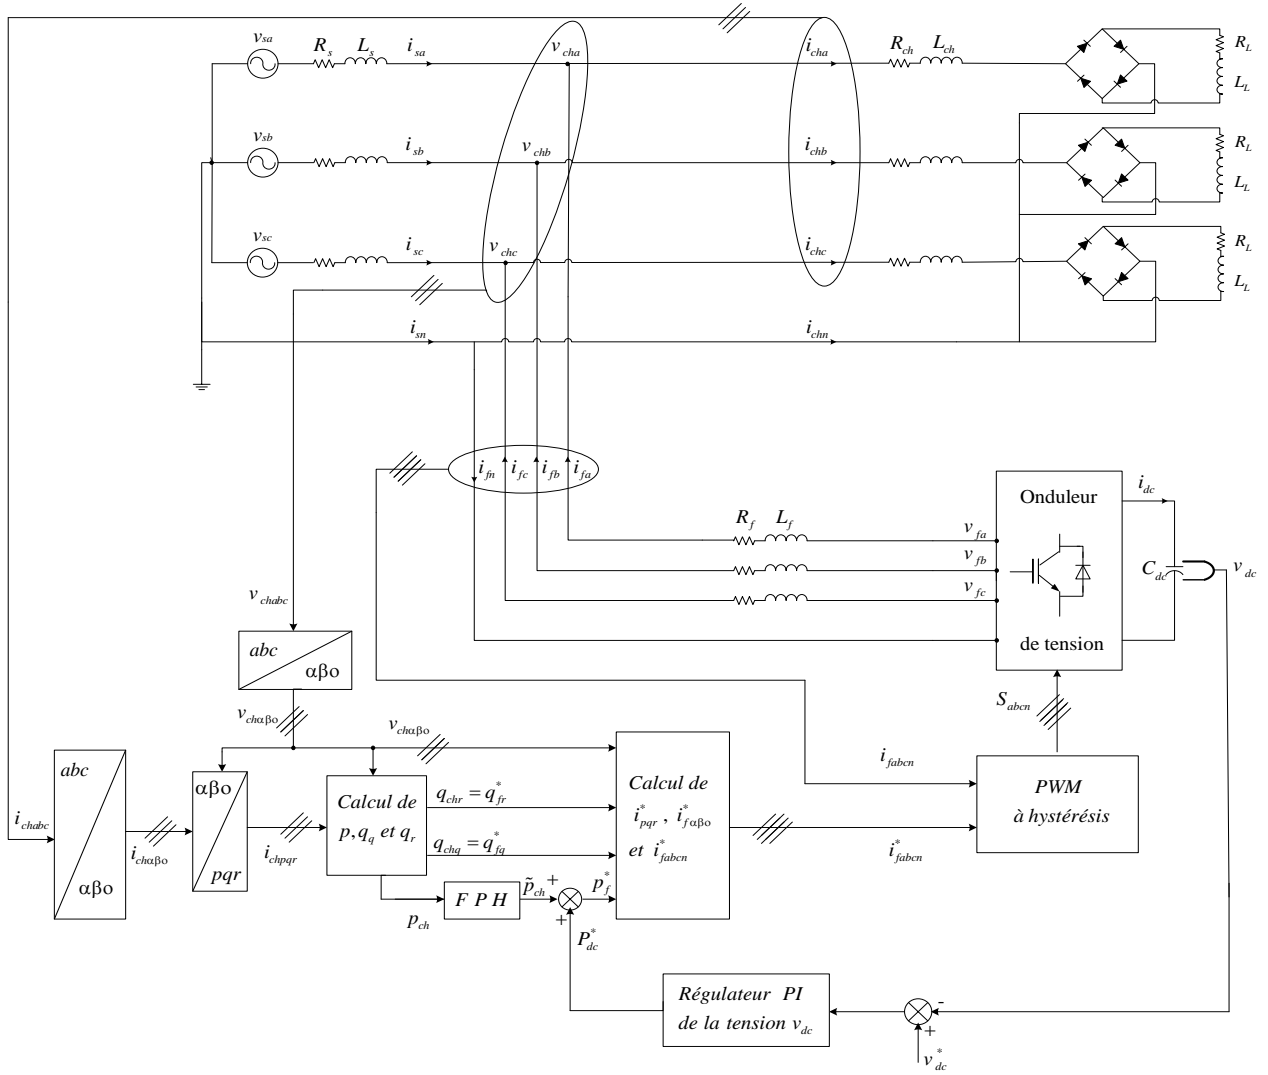 v_sa
R_s
L_s
i_sa
v_cha
i_cha
R_ch
L_ch
R_L
L_L
v_sb
i_sb
v_chb
i_chb
R_L
L_L
v_sc
i_sc
v_chc
i_chc
R_L
L_L
i_sn
i_chn
i_fn
i_fc
i_fb
i_fa
R_f
L_f
v_fa
v_fb
v_fc
Onduleur
de tension
i_dc
C_dc
v_dc
v_chabc
abc
αβo
v_chαβo
v_chαβo
S_abcn
i_chabc
abc
αβo
i_chαβo
αβo
pqr
i_chpqr
Calcul de
p, q_q et q_r
q_chr = q*_fr
q_chq = q*_fq
p_ch
F P H
p̃_ch
+
+
p*_f
P*_dc
Calcul de
i*_pqr , i*_fαβo
et i*_fabcn
i_fabcn
i*_fabcn
PWM
à hystérésis
Régulateur PI
de la tension v_dc
-
+
v*_dc